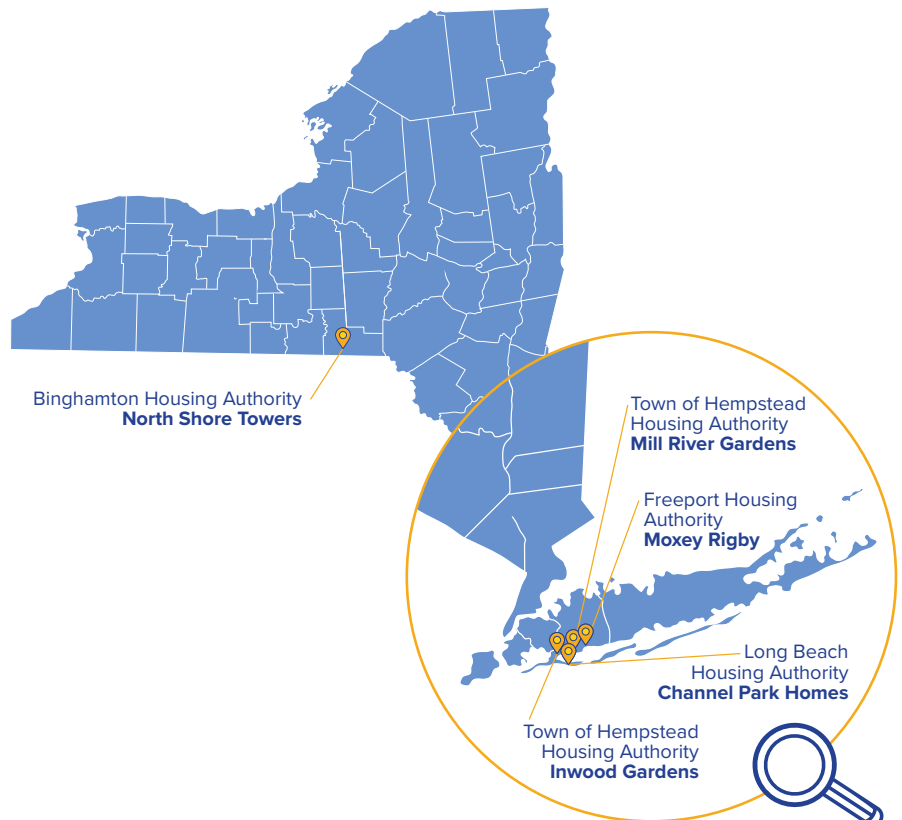 Binghamton Housing Authority
North Shore Towers
Town of Hempstead
Housing Authority
Mill River Gardens
Freeport Housing
Authority
Moxey Rigby
Long Beach
Housing Authority
Channel Park Homes
Town of Hempstead
Housing Authority
Inwood Gardens